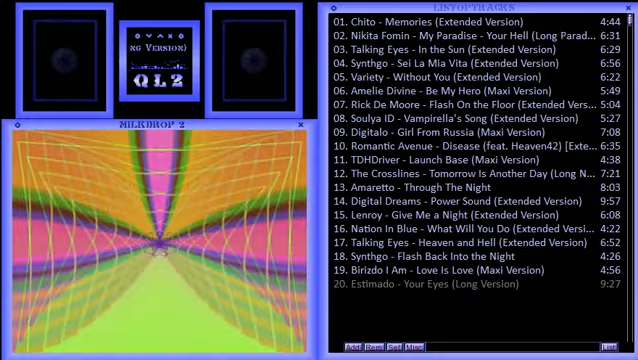 NG VERSION)
QL2
MILKDROP 2
LISTOFTRACKS
01. Chito - Memories (Extended Version) 4:44
02. Nikita Fomin - My Paradise - Your Hell (Long Parad... 6:31
03. Talking Eyes - In the Sun (Extended Version) 6:29
04. Synthgo - Sei La Mia Vita (Extended Version) 6:56
05. Variety - Without You (Extended Version) 6:22
06. Amelie Divine - Be My Hero (Maxi Version) 5:49
07. Rick De Moore - Flash On the Floor (Extended Vers... 5:04
08. Soulya ID - Vampirella's Song (Extended Version) 5:27
09. Digitalo - Girl From Russia (Maxi Version) 7:08
10. Romantic Avenue - Disease (feat. Heaven42) [Exte... 6:35
11. TDHDriver - Launch Base (Maxi Version) 4:38
12. The Crosslines - Tomorrow Is Another Day (Long N... 7:21
13. Amaretto - Through The Night 8:03
14. Digital Dreams - Power Sound (Extended Version) 9:57
15. Lenroy - Give Me a Night (Extended Version) 6:08
16. Nation In Blue - What Will You Do (Extended Versi... 4:22
17. Talking Eyes - Heaven and Hell (Extended Version) 6:52
18. Synthgo - Flash Back Into the Night 4:26
19. Birizdo I Am - Love Is Love (Maxi Version) 4:56
20. Estimado - Your Eyes (Long Version) 9:27
Add Rem Sel Misc List